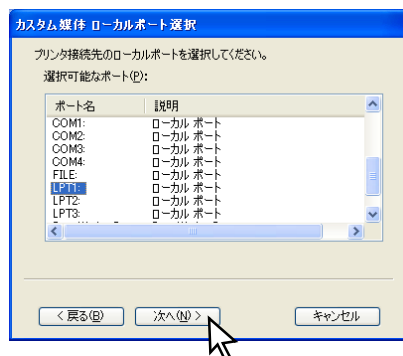 カスタム媒体 ローカルポート選択
プリンタ接続先のローカルポートを選択してください。
選択可能なポート(P):
ポート名 説明
COM1: ローカル ポート
COM2: ローカル ポート
COM3: ローカル ポート
COM4: ローカル ポート
FILE: ローカル ポート
LPT1: ローカル ポート
LPT2: ローカル ポート
LPT3: ローカル ポート
< 戻る(B) 次へ(N) > キャンセル